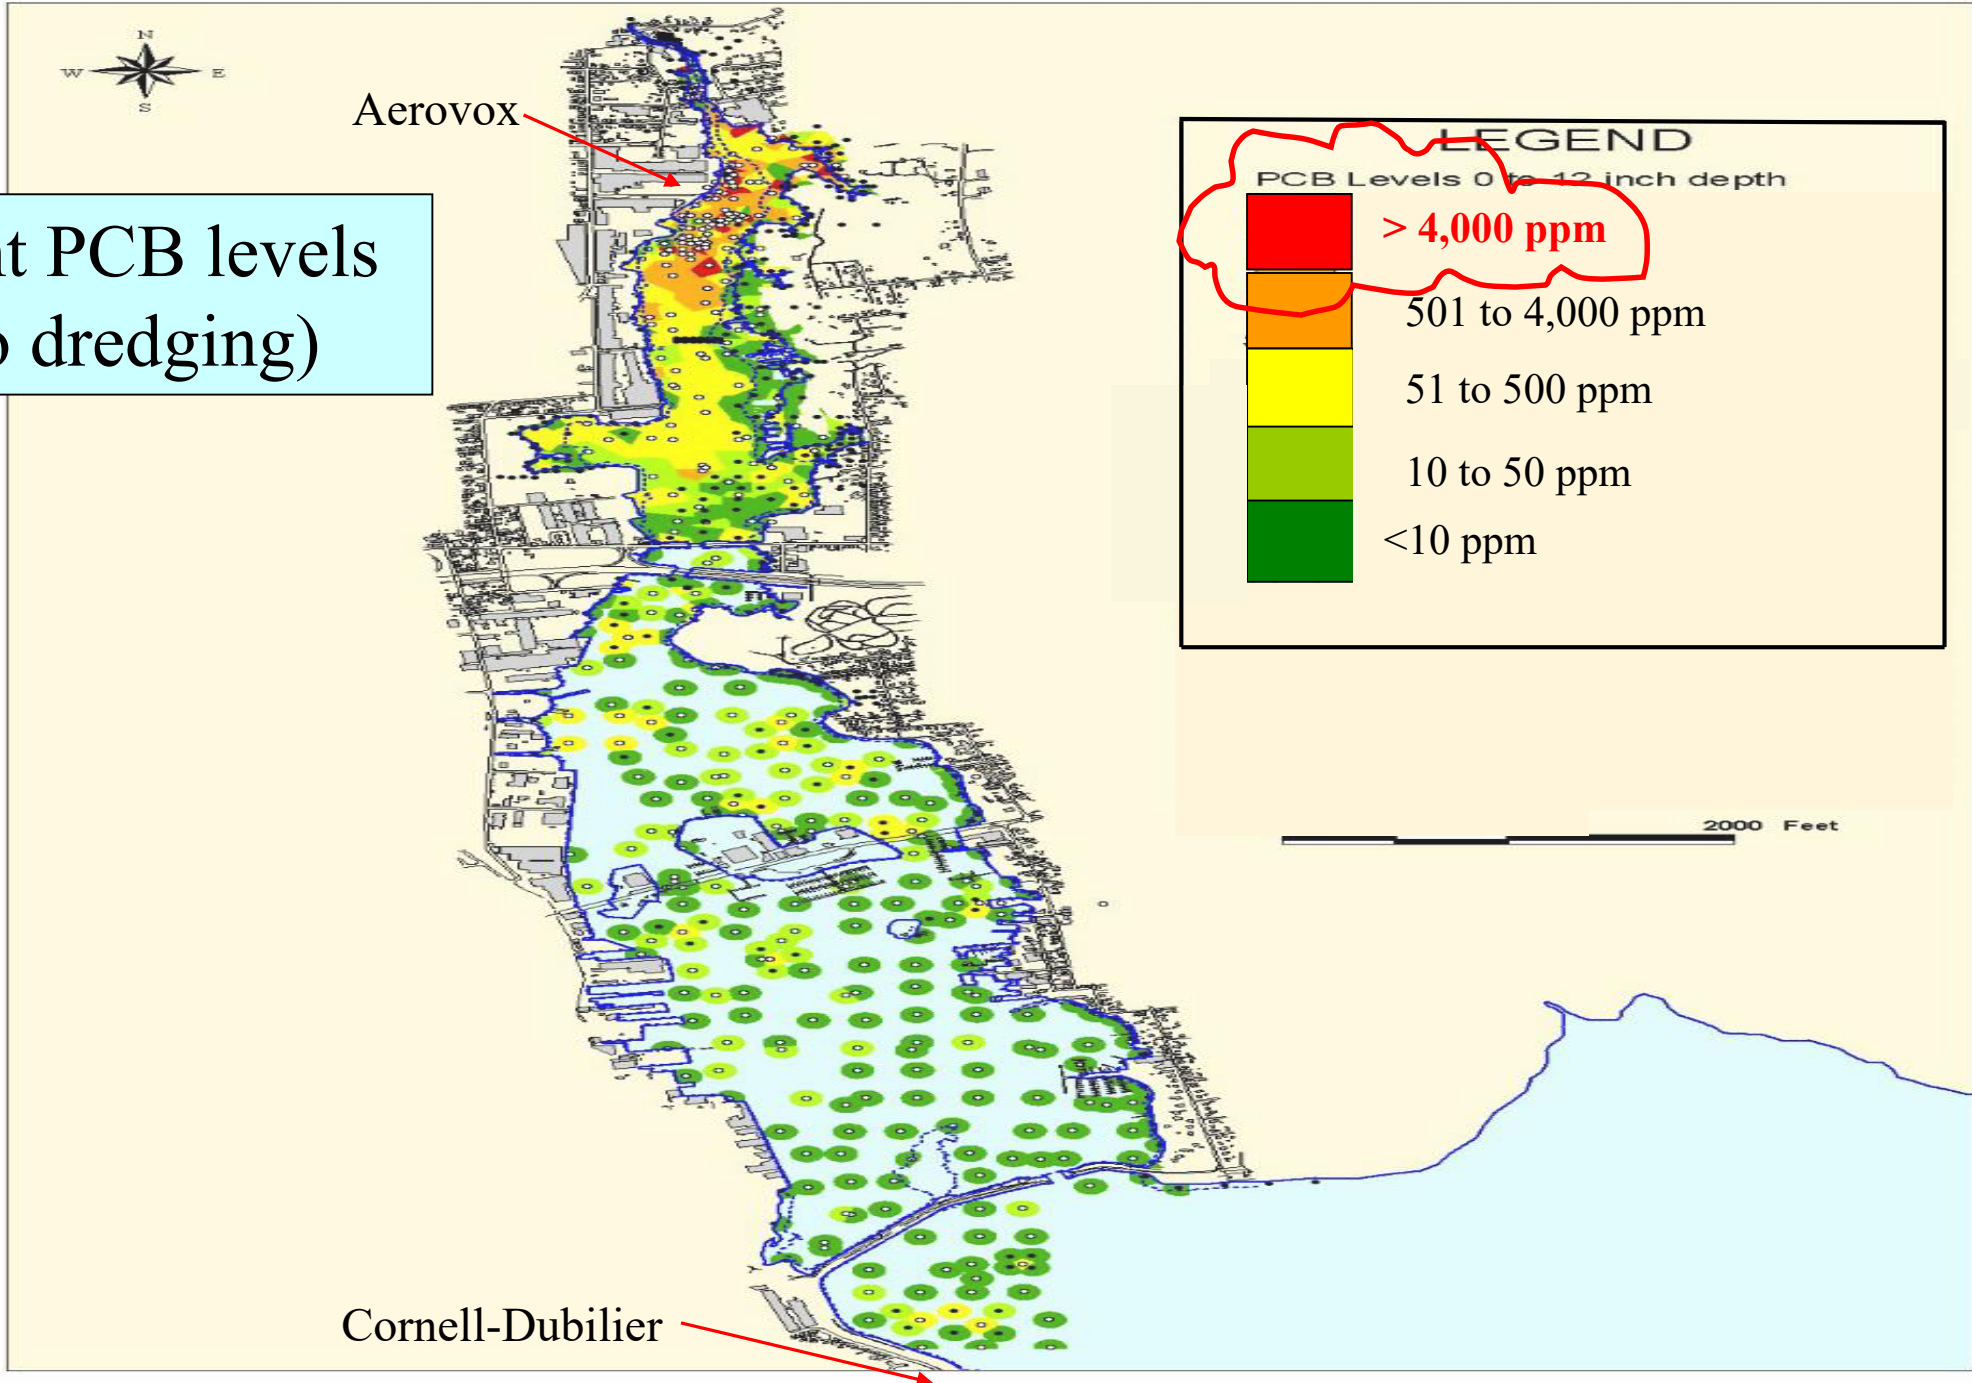 N
W E
S
Aerovox
nt PCB levels
o dredging)
LEGEND
PCB Levels 0 to 12 inch depth
> 4,000 ppm
501 to 4,000 ppm
51 to 500 ppm
10 to 50 ppm
<10 ppm
2000 Feet
Cornell-Dubilier